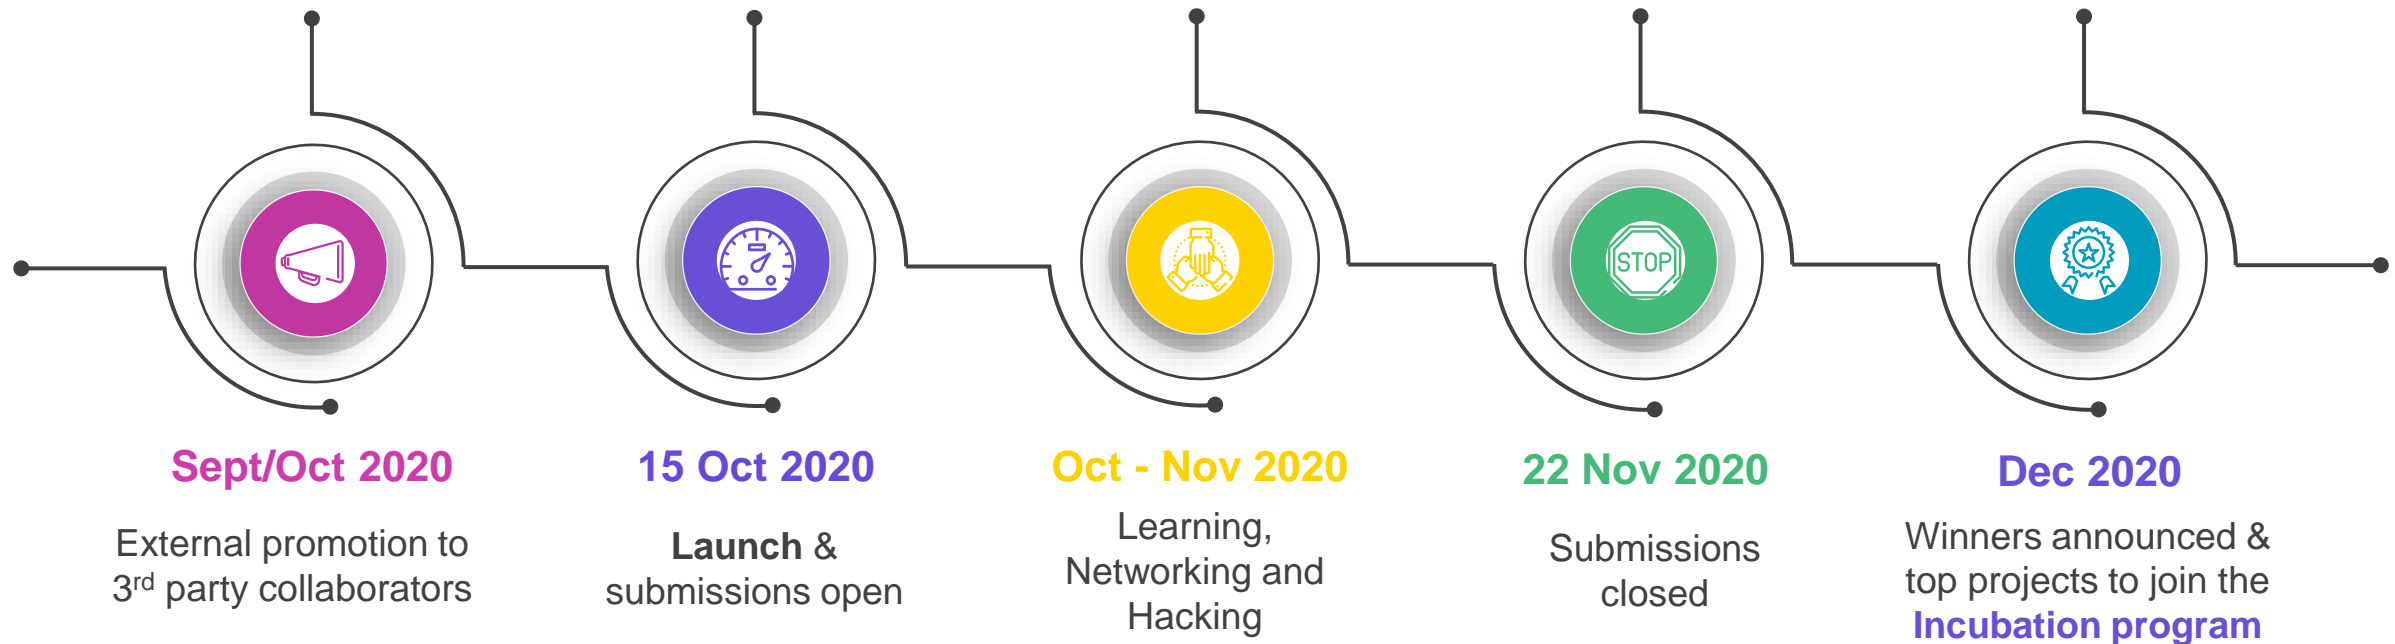 STOP
Sept/Oct 2020
External promotion to
3rd party collaborators
15 Oct 2020
Launch &
submissions open
Oct - Nov 2020
Learning,
Networking and
Hacking
22 Nov 2020
Submissions
closed
Dec 2020
Winners announced &
top projects to join the
Incubation program